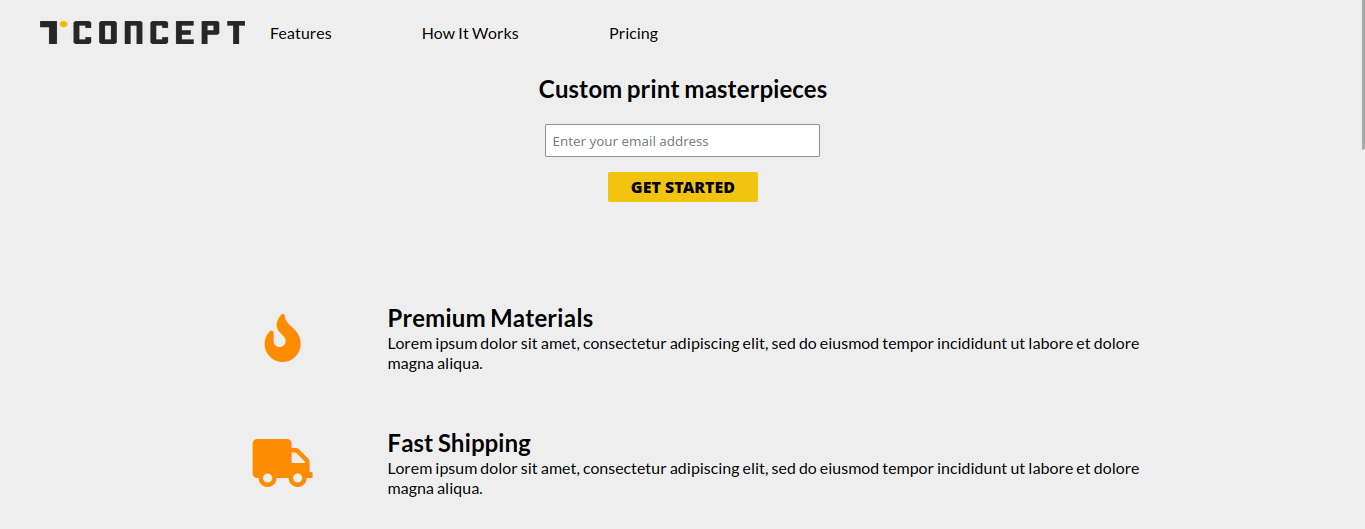 TCONCEPT
Features How It Works Pricing
Custom print masterpieces
Enter your email address
GET STARTED
Premium Materials
Lorem ipsum dolor sit amet, consectetur adipiscing elit, sed do eiusmod tempor incididunt ut labore et dolore
magna aliqua.
Fast Shipping
Lorem ipsum dolor sit amet, consectetur adipiscing elit, sed do eiusmod tempor incididunt ut labore et dolore
magna aliqua.